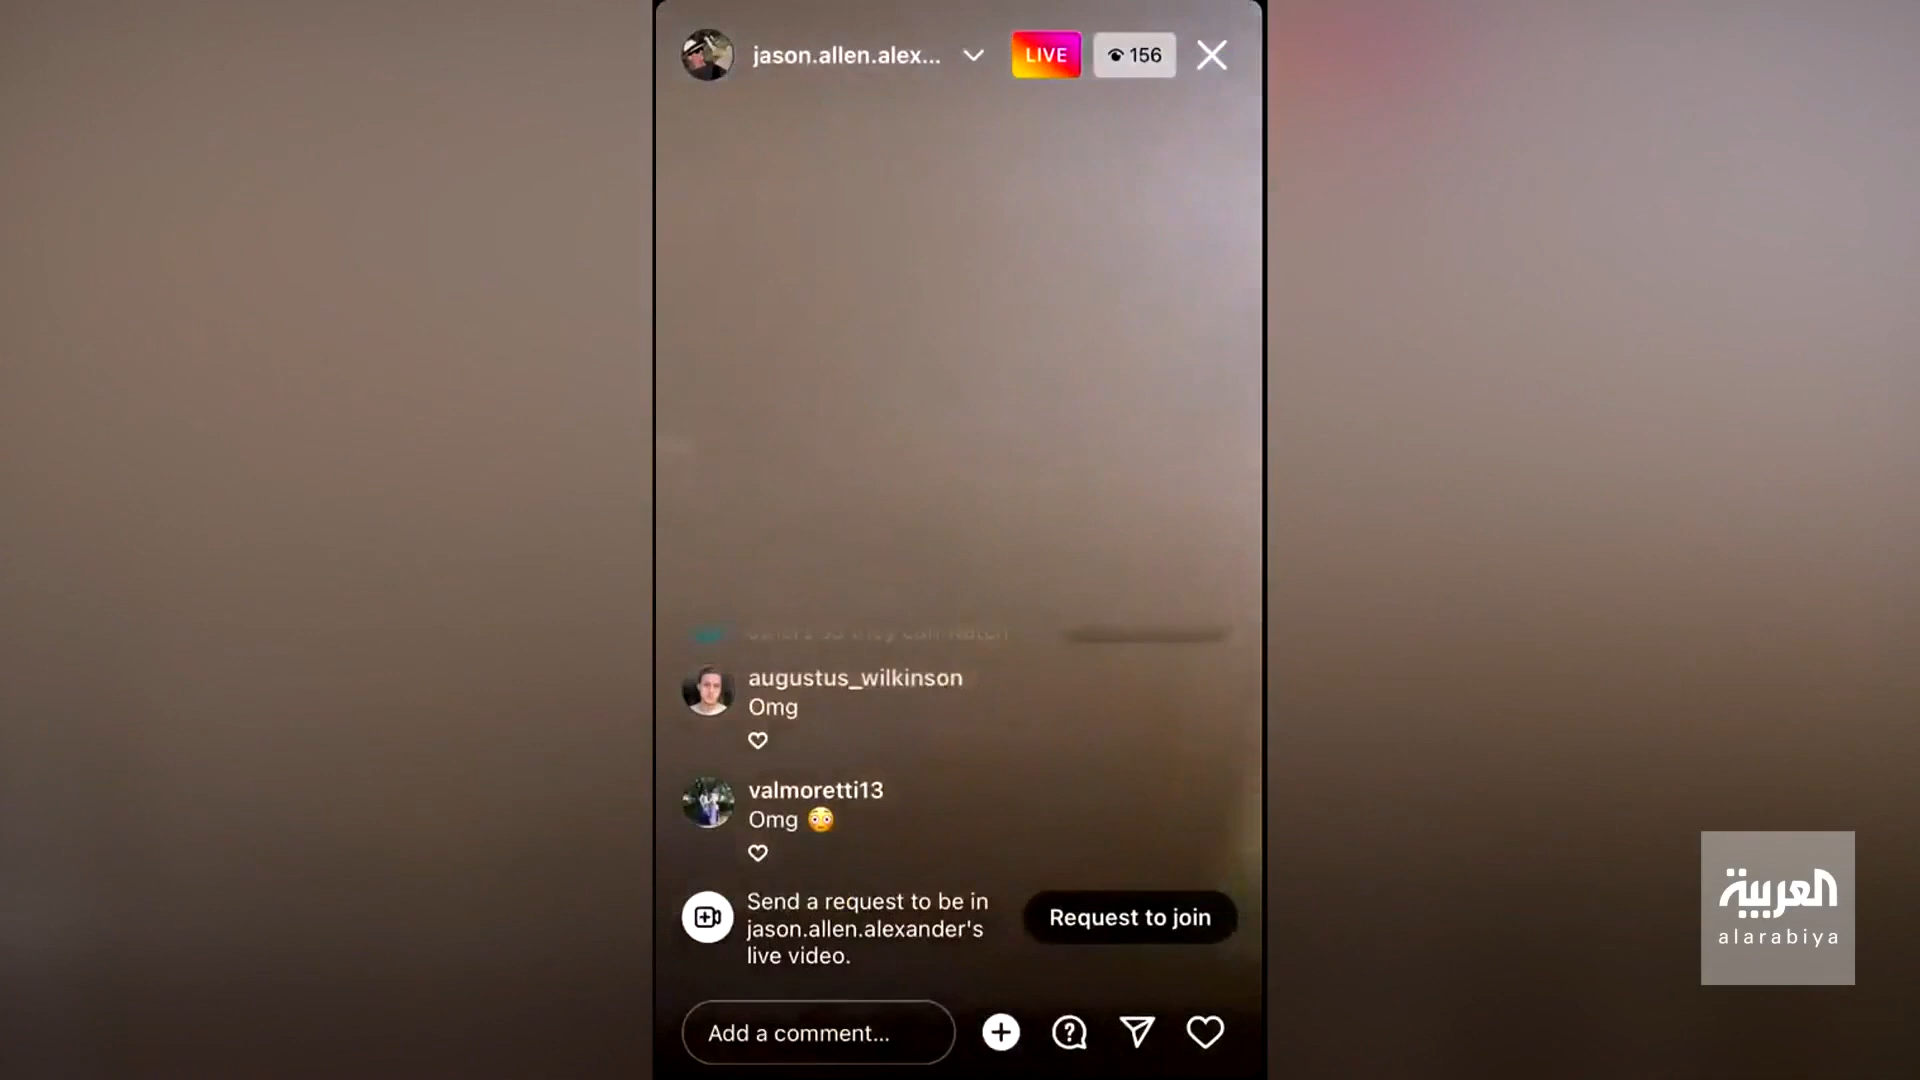 jason.allen.alex...
LIVE
156
augustus_wilkinson
Omg
valmoretti13
Omg 😳
Send a request to be in
jason.allen.alexander's
live video.
Request to join
Add a comment...
العربية
alarabiya